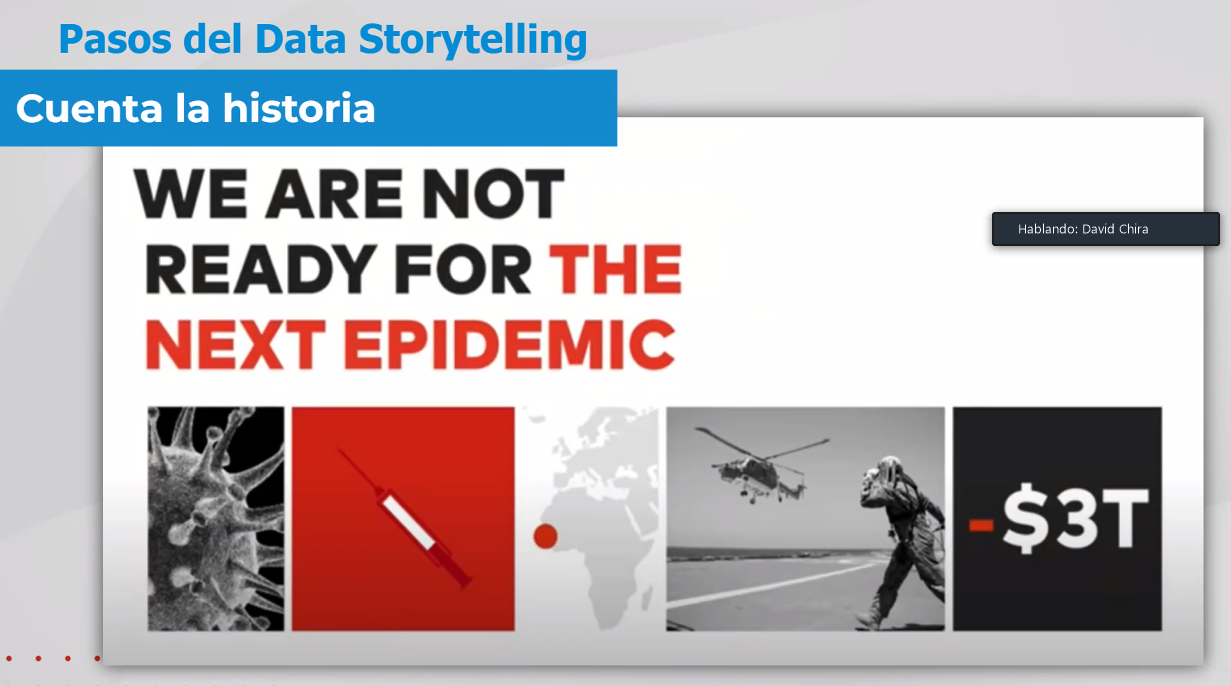 Pasos del Data Storytelling
Cuenta la historia
WE ARE NOT
READY FOR THE
NEXT EPIDEMIC
Hablando: David Chira
-$3T